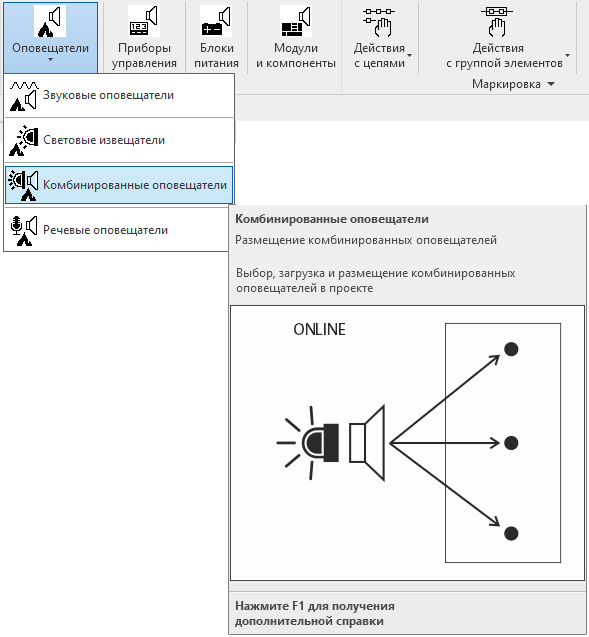 Оповещатели
Приборы
управления
Блоки
питания
Модули
и компоненты
Действия
с цепями
Действия
с группой элементов
Маркировка
Звуковые оповещатели
Световые извещатели
Комбинированные оповещатели
Речевые оповещатели
Комбинированные оповещатели
Размещение комбинированных оповещателей
Выбор, загрузка и размещение комбинированных
оповещателей в проекте
ONLINE
Нажмите F1 для получения
дополнительной справки